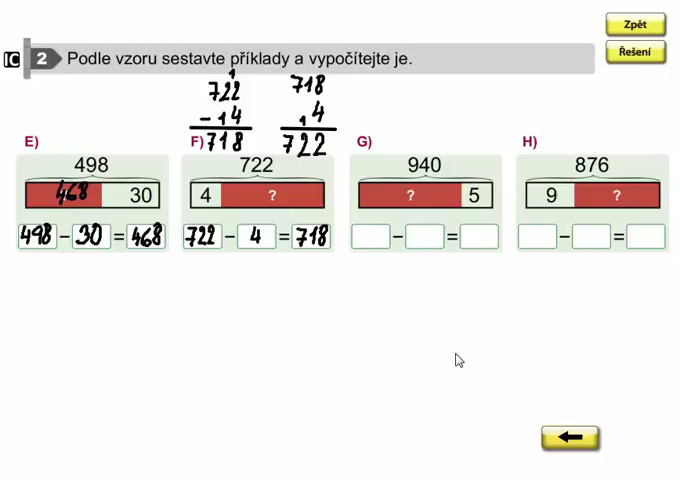 Zpět
IC 2 Podle vzoru sestavte příklady a vypočítejte je.
Řešení
1
722 718
-14 14
718 722
E) F) G) H)
498 722 940 876
468 30 4 ? ? 5 9 ?
498 - 30 = 468 722 - 4 = 718 - = - =